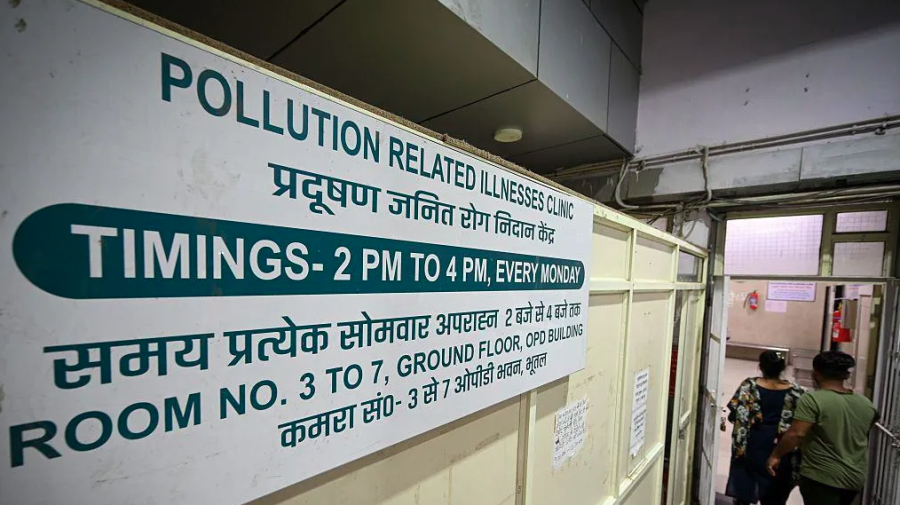 POLLUTION RELATED ILLNESSES CLINIC
प्रदूषण जनित रोग निदान केंद्र
TIMINGS- 2 PM TO 4 PM, EVERY MONDAY
समय प्रत्येक सोमवार अपराहन 2 बजे से 4 बजे तक
ROOM NO. 3 TO 7, GROUND FLOOR, OPD BUILDING
कमरा सं0- 3 से 7 ओपीडी भवन, भूतल